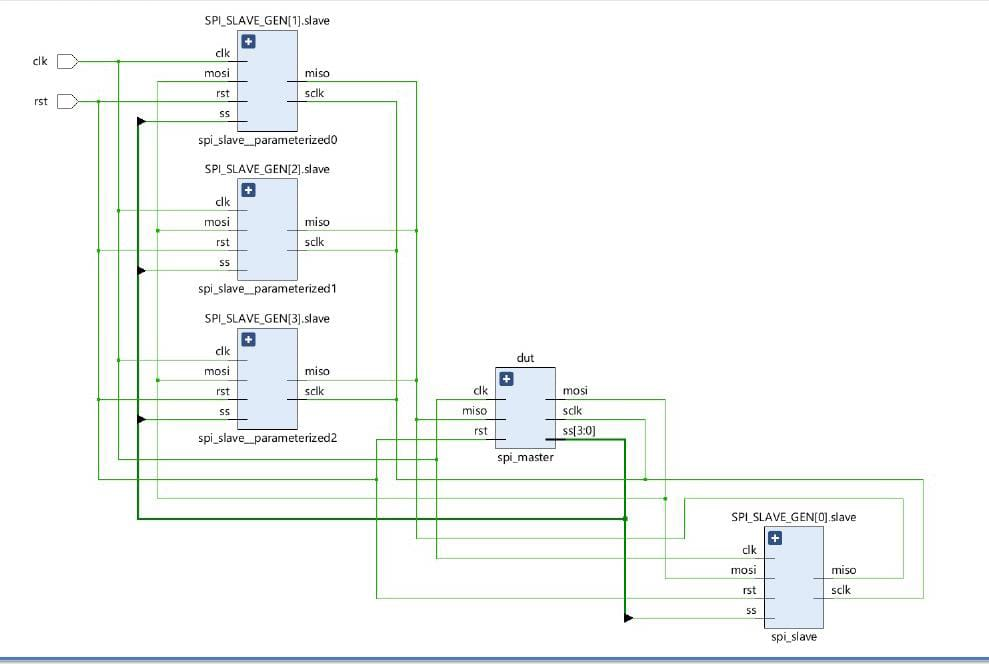 SPI_SLAVE_GEN[1].slave
clk
rst
clk
mosi
rst
ss
miso
sclk
spi_slave__parameterized0
SPI_SLAVE_GEN[2].slave
clk
mosi
rst
ss
miso
sclk
spi_slave__parameterized1
SPI_SLAVE_GEN[3].slave
clk
mosi
rst
ss
miso
sclk
spi_slave__parameterized2
dut
clk
miso
rst
mosi
sclk
ss[3:0]
spi_master
SPI_SLAVE_GEN[0].slave
clk
mosi
rst
ss
miso
sclk
spi_slave